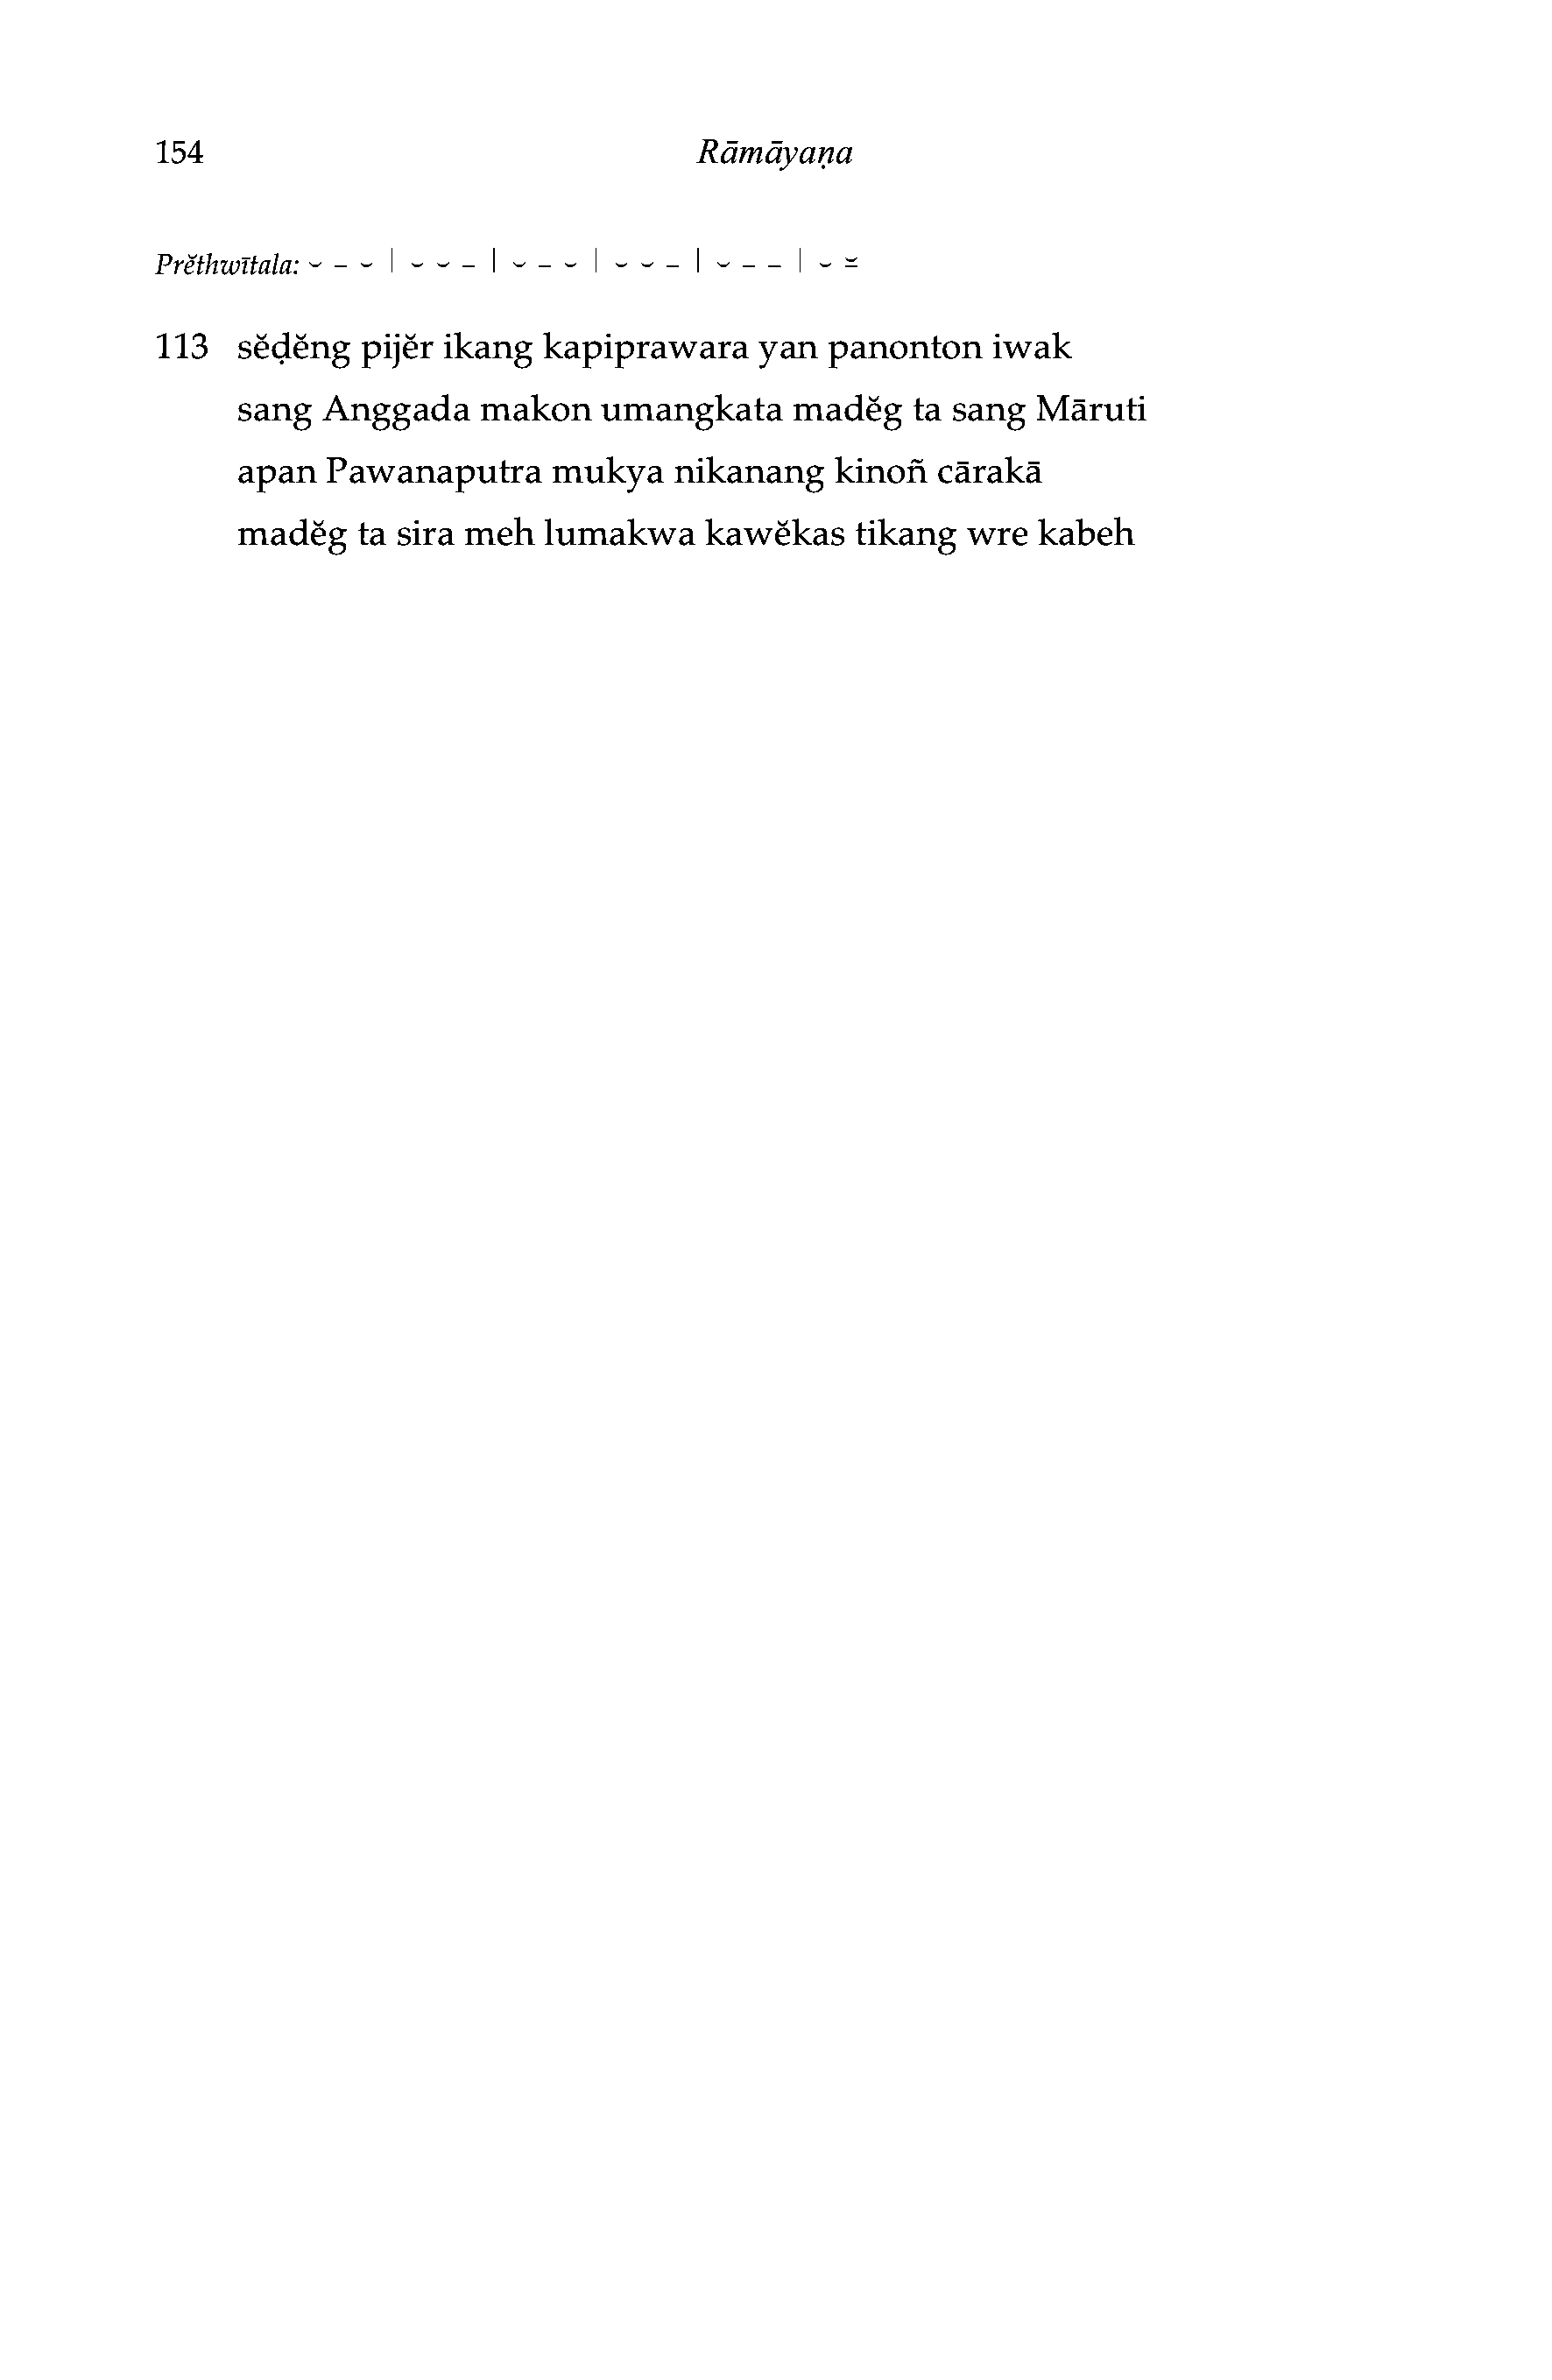 154 Rāmāyaṇa
Prĕthwītala: ⏑ – ⏑ | ⏑ ⏑ – | ⏑ – ⏑ | ⏑ ⏑ – | ⏑ – – | ⏑ ⏓
113 sĕḍĕng pijĕr ikang kapiprawara yan panonton iwak
sang Anggada makon umangkata madĕg ta sang Māruti
apan Pawanaputra mukya nikanang kinoñ cārakā
madĕg ta sira meh lumakwa kawĕkas tikang wre kabeh